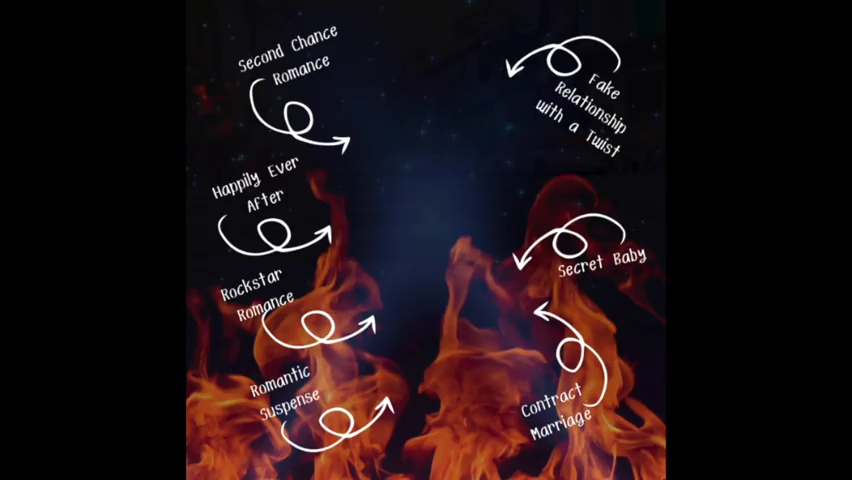 Second Chance
Romance
Fake
Relationship
with a Twist
Happily Ever
After
Secret Baby
Rockstar
Romance
Romantic
Suspense
Contract
Marriage